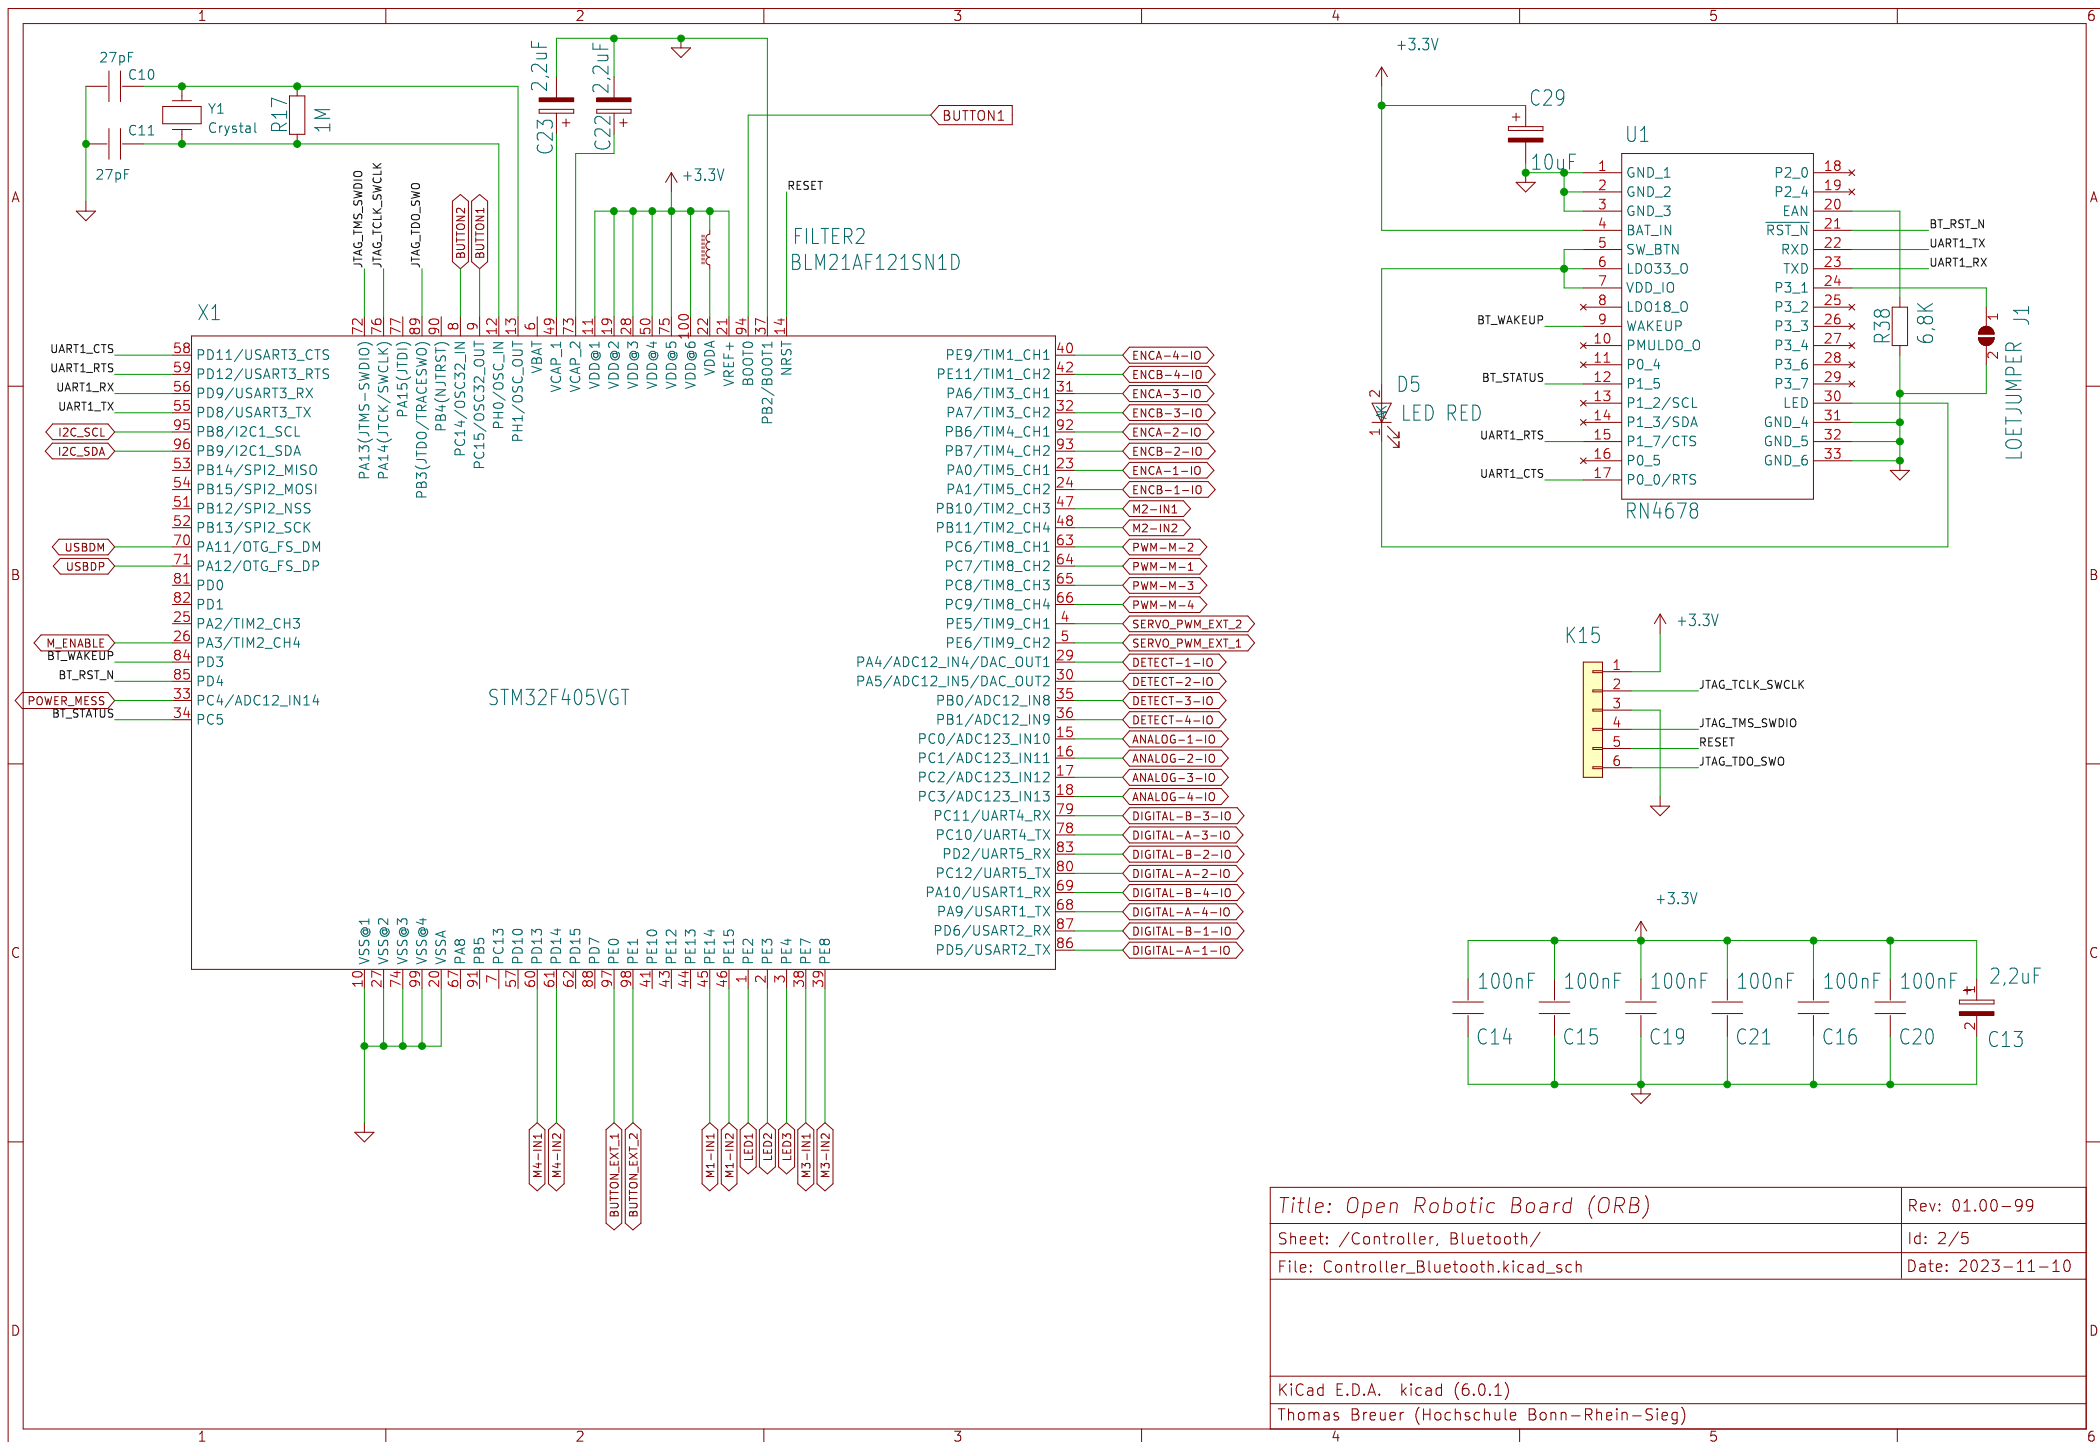 1 2 3 4 5 6
A
B
C
D
27pF
C10
Y1
Crystal
R17
1M
C11
27pF
2,2uF
C23
+
2,2uF
C22
+
BUTTON1
JTAG_TMS_SWDIO
JTAG_TCLK_SWCLK
JTAG_TDO_SWO
BUTTON2
BUTTON1
+3.3V
RESET
FILTER2
BLM21AF121SN1D
X1
STM32F405VGT
72 PA13(JTMS-SWDIO)
76 PA14(JTCK/SWCLK)
77 PA15(JTDI)
89 PB3(JTDO/TRACESWO)
90 PB4(NJTRST)
8 PC14/OSC32_IN
9 PC15/OSC32_OUT
12 PH0/OSC_IN
13 PH1/OSC_OUT
6 VBAT
49 VCAP_1
73 VCAP_2
11 VDD@1
19 VDD@2
28 VDD@3
50 VDD@4
75 VDD@5
100 VDD@6
22 VDDA
21 VREF+
94 BOOT0
37 PB2/BOOT1
14 NRST
UART1_CTS 58 PD11/USART3_CTS
UART1_RTS 59 PD12/USART3_RTS
UART1_RX 56 PD9/USART3_RX
UART1_TX 55 PD8/USART3_TX
I2C_SCL 95 PB8/I2C1_SCL
I2C_SDA 96 PB9/I2C1_SDA
53 PB14/SPI2_MISO
54 PB15/SPI2_MOSI
51 PB12/SPI2_NSS
52 PB13/SPI2_SCK
USBDM 70 PA11/OTG_FS_DM
USBDP 71 PA12/OTG_FS_DP
81 PD0
82 PD1
25 PA2/TIM2_CH3
M_ENABLE 26 PA3/TIM2_CH4
BT_WAKEUP 84 PD3
BT_RST_N 85 PD4
POWER_MESS 33 PC4/ADC12_IN14
BT_STATUS 34 PC5
PE9/TIM1_CH1 40 ENCA-4-IO
PE11/TIM1_CH2 42 ENCB-4-IO
PA6/TIM3_CH1 31 ENCA-3-IO
PA7/TIM3_CH2 32 ENCB-3-IO
PB6/TIM4_CH1 92 ENCA-2-IO
PB7/TIM4_CH2 93 ENCB-2-IO
PA0/TIM5_CH1 23 ENCA-1-IO
PA1/TIM5_CH2 24 ENCB-1-IO
PB10/TIM2_CH3 47 M2-IN1
PB11/TIM2_CH4 48 M2-IN2
PC6/TIM8_CH1 63 PWM-M-2
PC7/TIM8_CH2 64 PWM-M-1
PC8/TIM8_CH3 65 PWM-M-3
PC9/TIM8_CH4 66 PWM-M-4
PE5/TIM9_CH1 4 SERVO_PWM_EXT_2
PE6/TIM9_CH2 5 SERVO_PWM_EXT_1
PA4/ADC12_IN4/DAC_OUT1 29 DETECT-1-IO
PA5/ADC12_IN5/DAC_OUT2 30 DETECT-2-IO
PB0/ADC12_IN8 35 DETECT-3-IO
PB1/ADC12_IN9 36 DETECT-4-IO
PC0/ADC123_IN10 15 ANALOG-1-IO
PC1/ADC123_IN11 16 ANALOG-2-IO
PC2/ADC123_IN12 17 ANALOG-3-IO
PC3/ADC123_IN13 18 ANALOG-4-IO
PC11/UART4_RX 79 DIGITAL-B-3-IO
PC10/UART4_TX 78 DIGITAL-A-3-IO
PD2/UART5_RX 83 DIGITAL-B-2-IO
PC12/UART5_TX 80 DIGITAL-A-2-IO
PA10/USART1_RX 69 DIGITAL-B-4-IO
PA9/USART1_TX 68 DIGITAL-A-4-IO
PD6/USART2_RX 87 DIGITAL-B-1-IO
PD5/USART2_TX 86 DIGITAL-A-1-IO
VSS@1 10
VSS@2 27
VSS@3 74
VSS@4 99
VSSA 20
PA8 67
PB5 91
PC13 7
PD10 57
PD13 60 M4-IN1
PD14 61 M4-IN2
PD15 62
PD7 88
PE0 97 BUTTON_EXT_1
PE1 98 BUTTON_EXT_2
PE10 41
PE12 43
PE13 44
PE14 45 M1-IN1
PE15 46 M1-IN2
PE2 1 LED1
PE3 2 LED2
PE4 3 LED3
PE7 38 M3-IN1
PE8 39 M3-IN2
+3.3V
C29
+
10uF
U1
RN4678
1 GND_1
2 GND_2
3 GND_3
4 BAT_IN
5 SW_BTN
6 LDO33_O
7 VDD_IO
8 LDO18_O
BT_WAKEUP 9 WAKEUP
10 PMULDO_O
11 P0_4
BT_STATUS 12 P1_5
13 P1_2/SCL
14 P1_3/SDA
UART1_RTS 15 P1_7/CTS
16 P0_5
UART1_CTS 17 P0_0/RTS
P2_0 18
P2_4 19
EAN 20
RST_N 21 BT_RST_N
RXD 22 UART1_TX
TXD 23 UART1_RX
P3_1 24
P3_2 25
P3_3 26
P3_4 27
P3_6 28
P3_7 29
LED 30
GND_4 31
GND_5 32
GND_6 33
R38
6,8K
J1
1
2
LOETJUMPER
D5
LED RED
2
1
K15
+3.3V
1
2 JTAG_TCLK_SWCLK
3
4 JTAG_TMS_SWDIO
5 RESET
6 JTAG_TDO_SWO
+3.3V
100nF 100nF 100nF 100nF 100nF 100nF 2,2uF
+ 1
2
C14 C15 C19 C21 C16 C20 C13
Title: Open Robotic Board (ORB)
Rev: 01.00-99
Sheet: /Controller, Bluetooth/
Id: 2/5
File: Controller_Bluetooth.kicad_sch
Date: 2023-11-10
KiCad E.D.A. kicad (6.0.1)
Thomas Breuer (Hochschule Bonn-Rhein-Sieg)
A
B
C
D
1 2 3 4 5 6